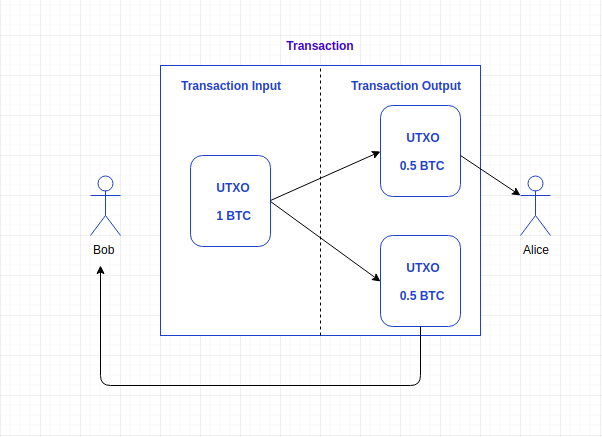 Transaction
Transaction Input
Transaction Output
UTXO
0.5 BTC
UTXO
1 BTC
Bob
Alice
UTXO
0.5 BTC